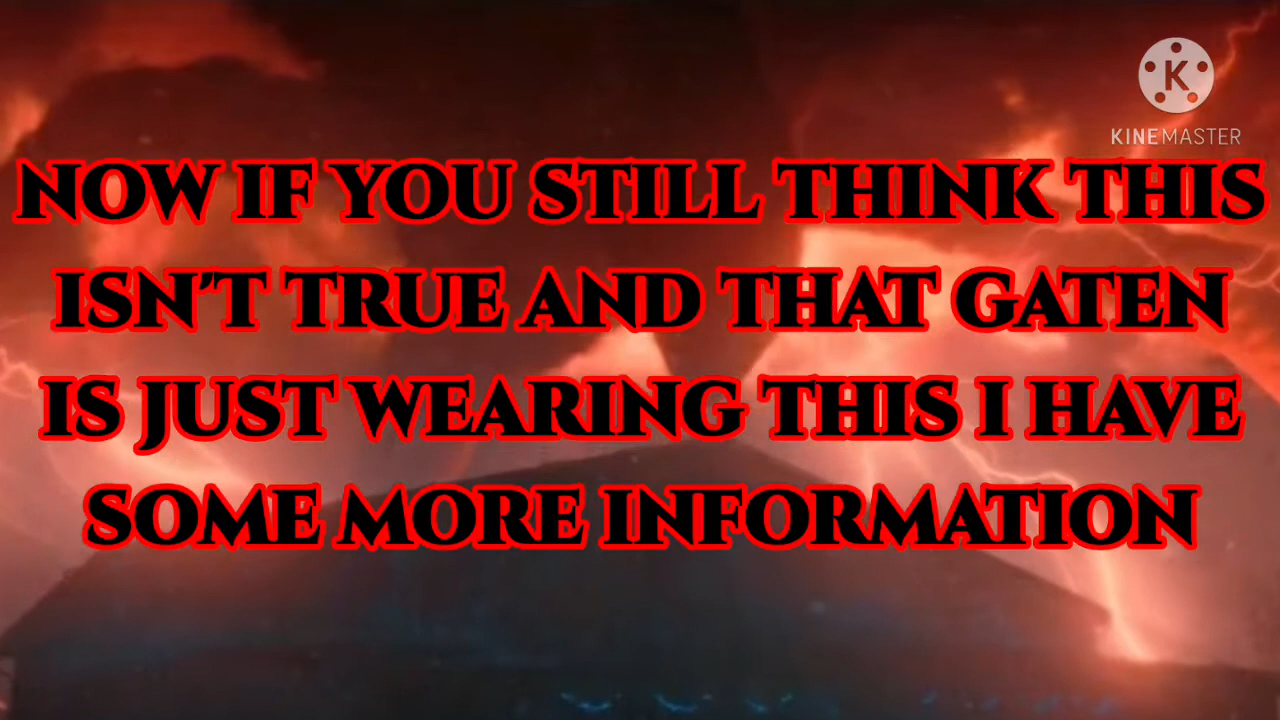 KINEMASTER
NOW IF YOU STILL THINK THIS
ISN'T TRUE AND THAT GATEN
IS JUST WEARING THIS I HAVE
SOME MORE INFORMATION